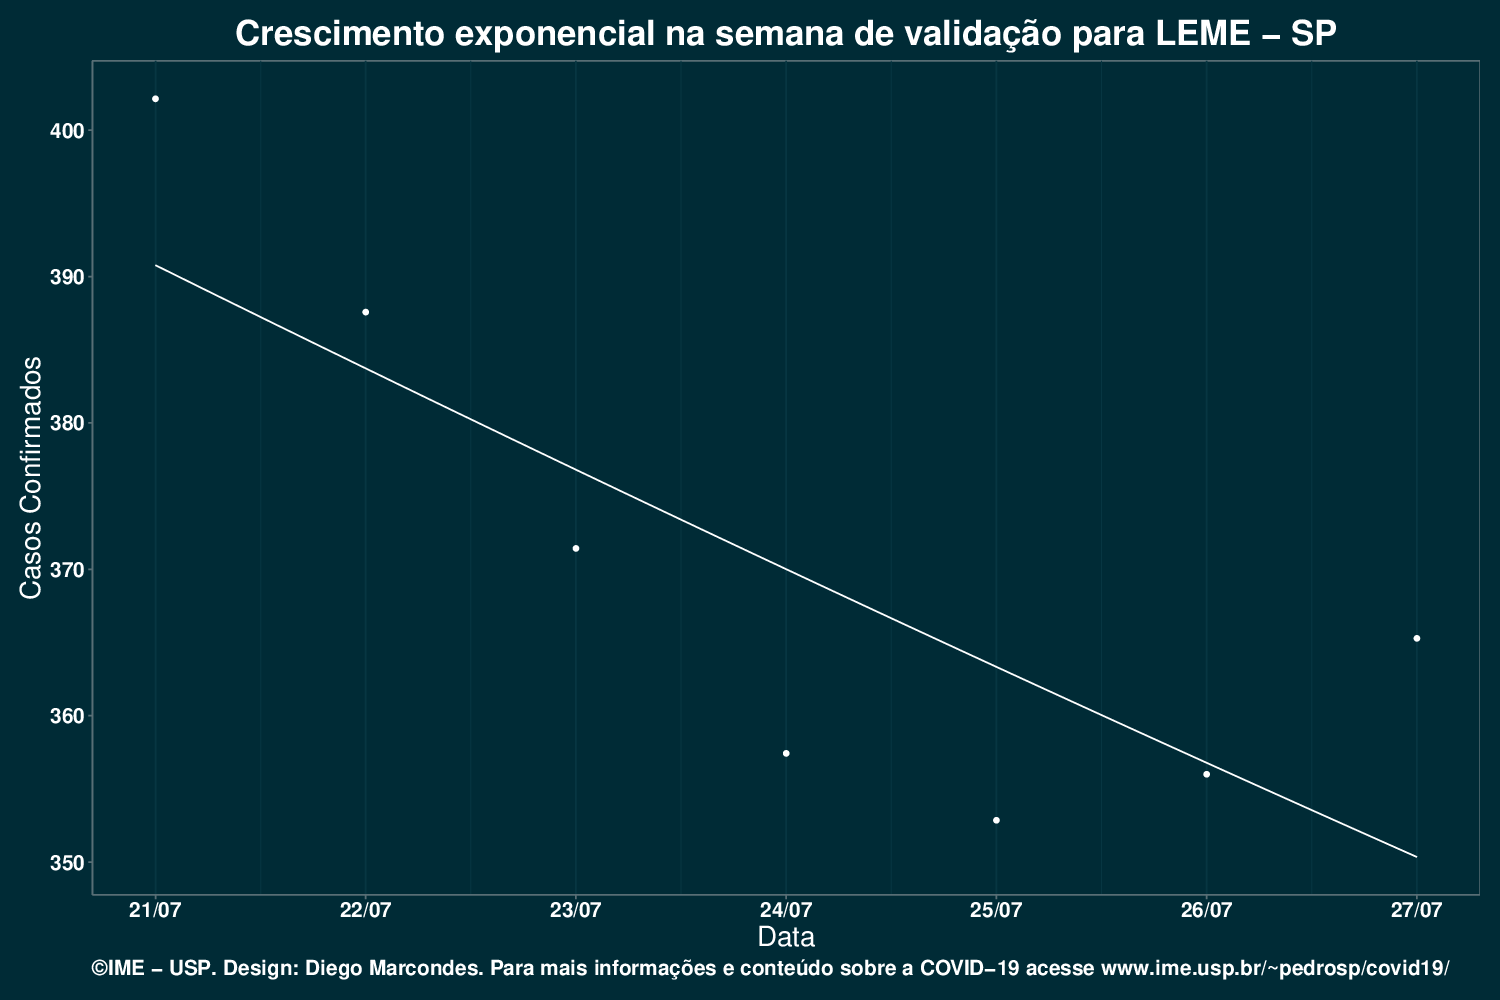 Crescimento exponencial na semana de validação para LEME – SP
400
390
380
370
360
350
Casos Confirmados
21/07 22/07 23/07 24/07 25/07 26/07 27/07
Data
©IME – USP. Design: Diego Marcondes. Para mais informações e conteúdo sobre a COVID–19 acesse www.ime.usp.br/~pedrosp/covid19/